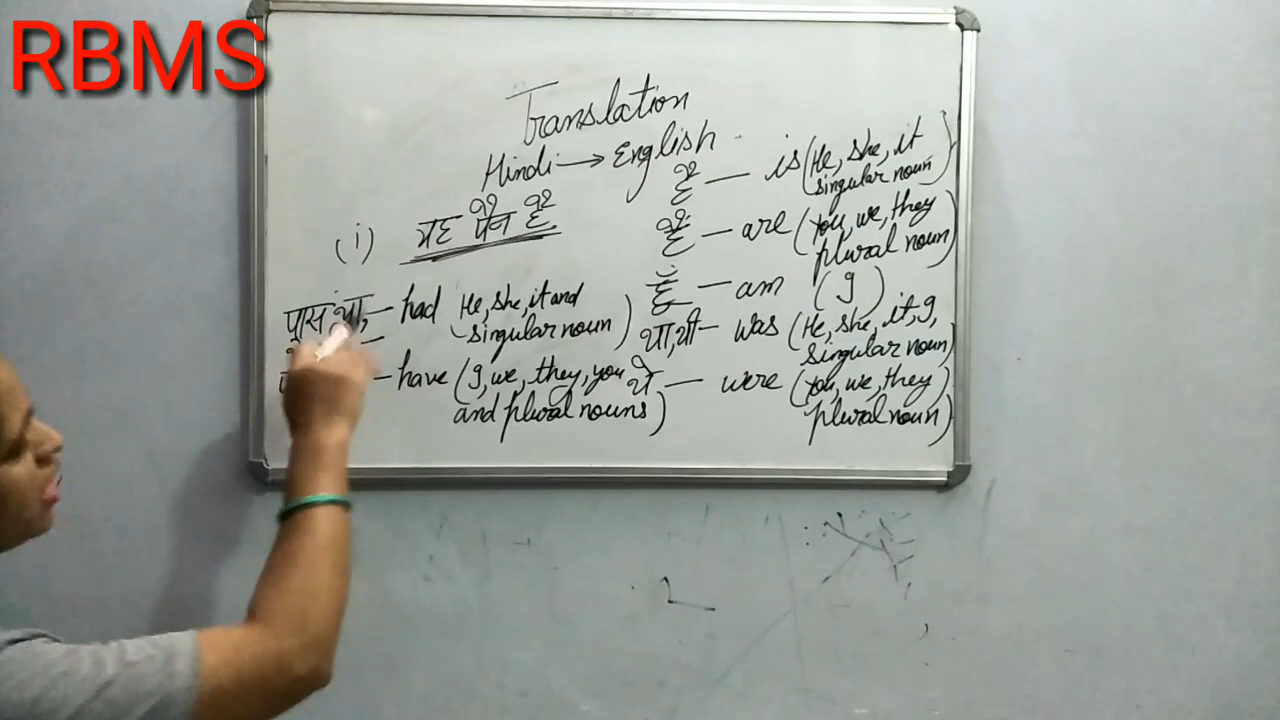 RBMS
Translation
Hindi → English
(i) यह पेन है
है — is (He, she, it
singular noun)
हैं — are (you, we, they
plural noun)
हूँ — am (I)
था, थी — was (He, she, it, I,
singular noun)
थे — were (you, we, they
plural noun)
पास था, — had He, she, it and
singular noun)
— have (I, we, they, you
and plural nouns)